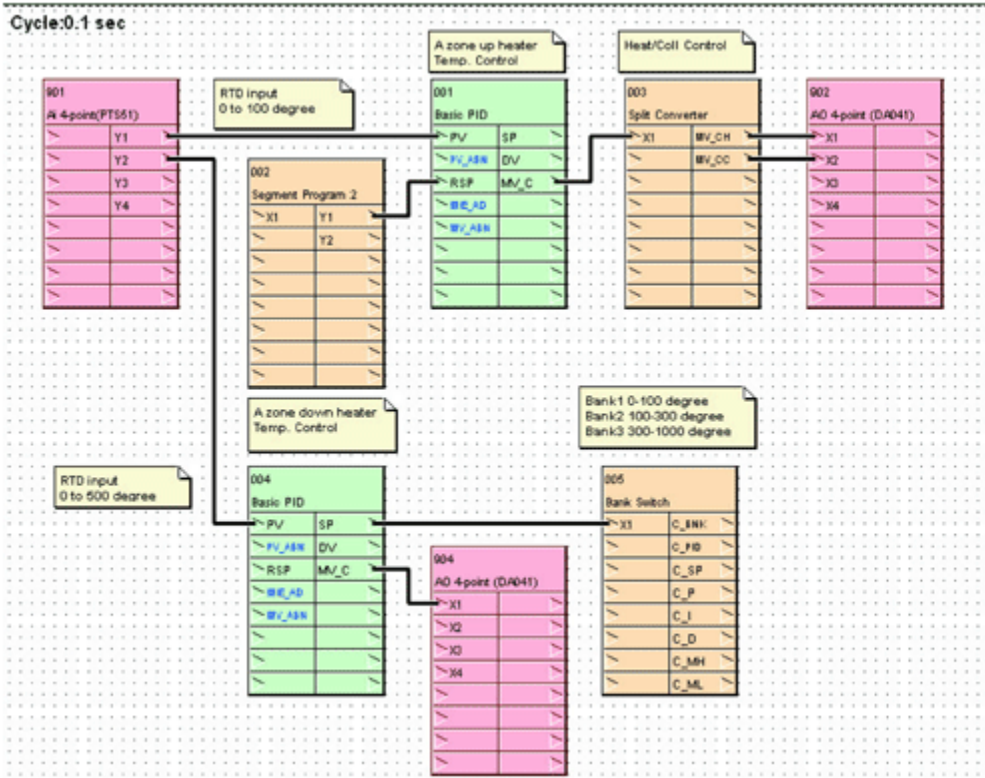 Cycle:0.1 sec
A zone up heater
Temp. Control
Heat/Coll Control
RTD input
0 to 100 degree
901
Ai 4-point(PTS51)
Y1
Y2
Y3
Y4
002
Segment Program 2
X1 Y1
Y2
001
Basic PID
PV SP
PV_ABN DV
RSP MV_C
MV_ABN
003
Split Converter
X1 MV_CH
MV_CC
902
AO 4-point (DA041)
X1
X2
X3
X4
A zone down heater
Temp. Control
Bank1 0-100 degree
Bank2 100-300 degree
Bank3 300-1000 degree
RTD input
0 to 500 degree
004
Basic PID
PV SP
PV_ABN DV
RSP MV_C
MV_ABN
904
AO 4-point (DA041)
X1
X2
X3
X4
005
Bank Switch
X1 C_BNK
C_PID
C_SP
C_P
C_I
C_D
C_MH
C_ML